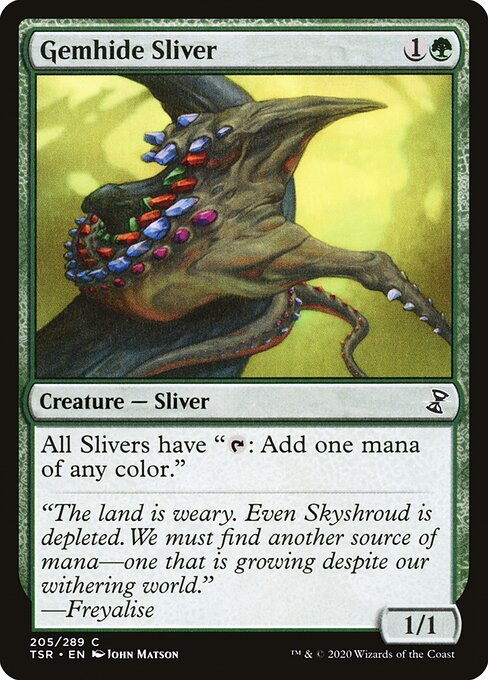 Gemhide Sliver 1
Creature — Sliver
All Slivers have “: Add one mana
of any color.”
“The land is weary. Even Skyshroud is
depleted. We must find another source of
mana—one that is growing despite our
withering world.”
—Freyalise
1/1
205/289 C
TSR • EN John Matson
™ & © 2020 Wizards of the Coast